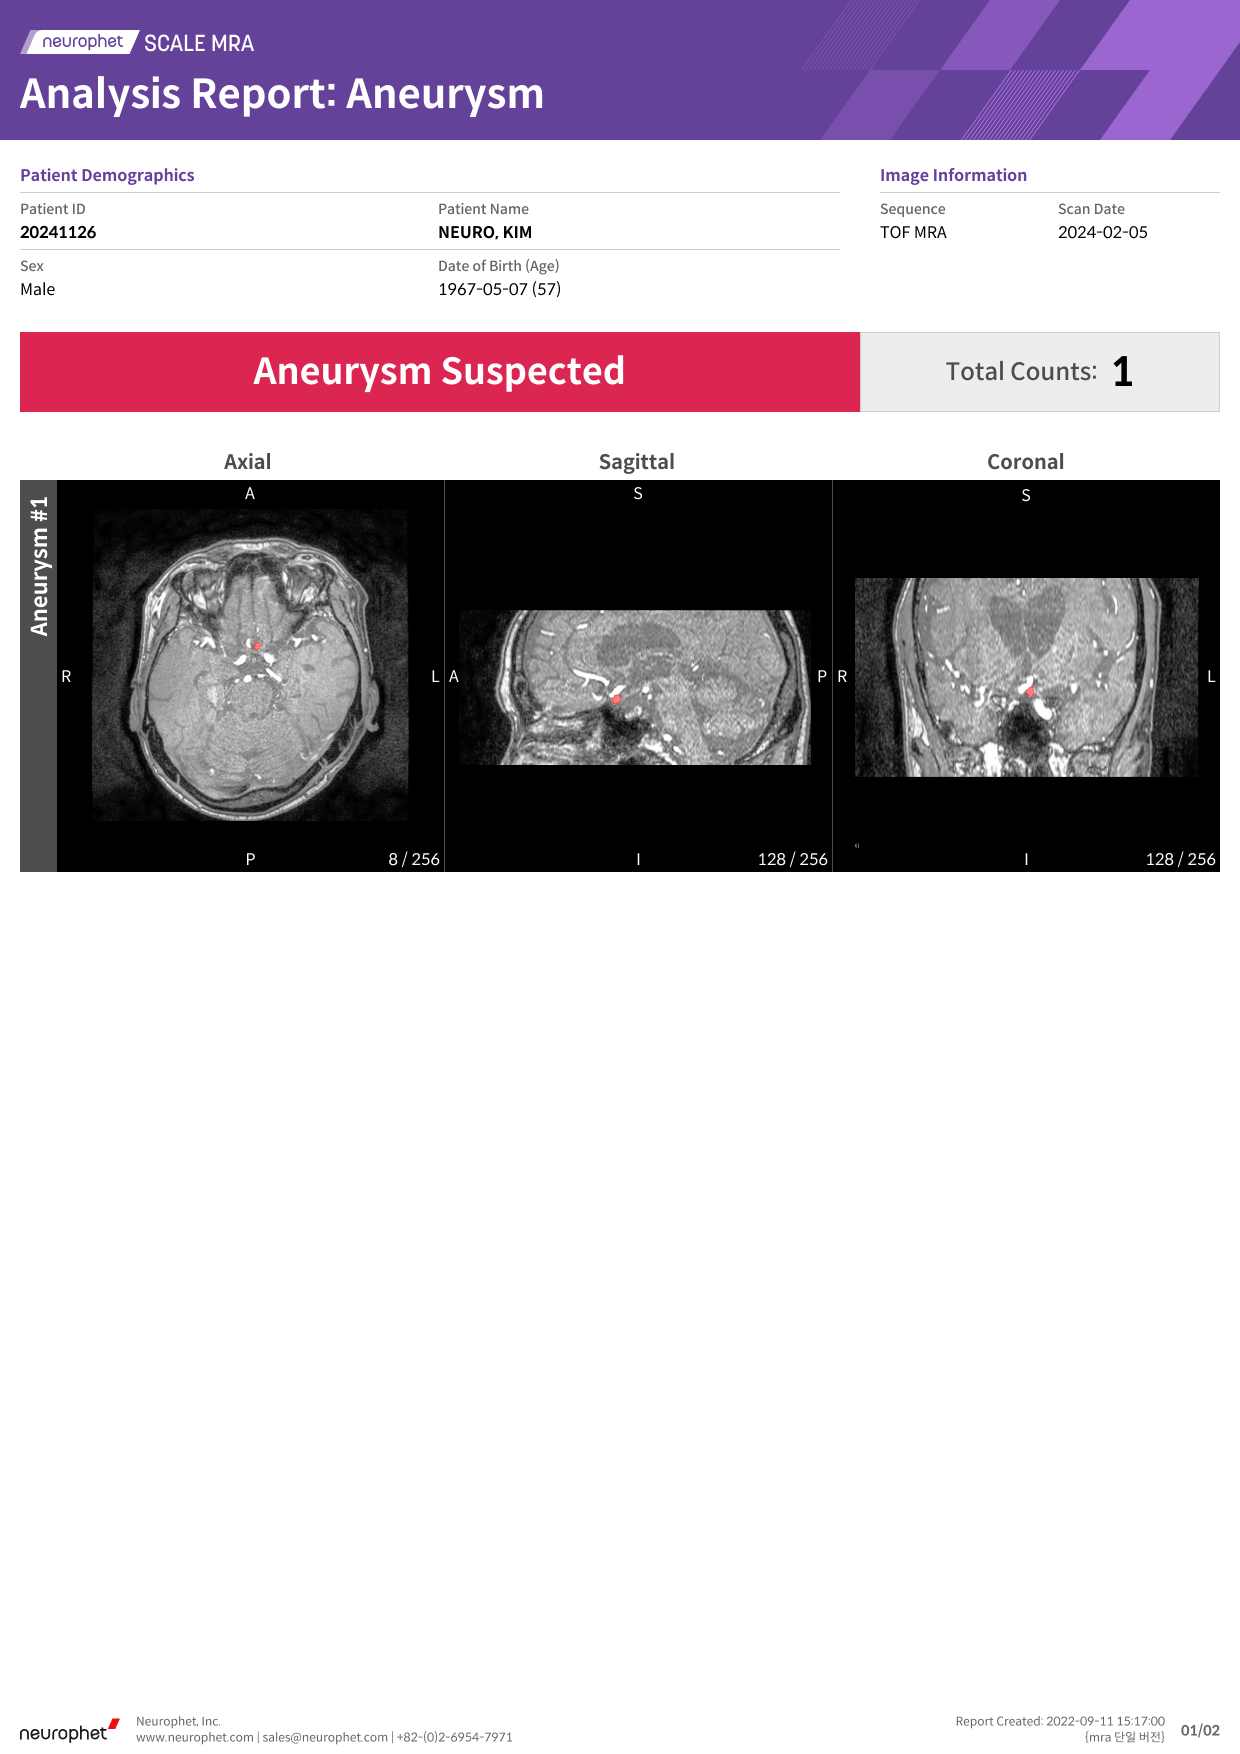 neurophet SCALE MRA
Analysis Report: Aneurysm
Patient Demographics
Image Information
Patient ID
Patient Name
Sequence
Scan Date
20241126
NEURO, KIM
TOF MRA
2024-02-05
Sex
Date of Birth (Age)
Male
1967-05-07 (57)
Aneurysm Suspected
Total Counts: 1
Axial
Sagittal
Coronal
Aneurysm #1
A
R
L
P
8 / 256
S
A
P
I
128 / 256
S
R
L
I
128 / 256
neurophet
Neurophet, Inc.
www.neurophet.com | sales@neurophet.com | +82-(0)2-6954-7971
Report Created: 2022-09-11 15:17:00
{mra 단일 버전}
01/02